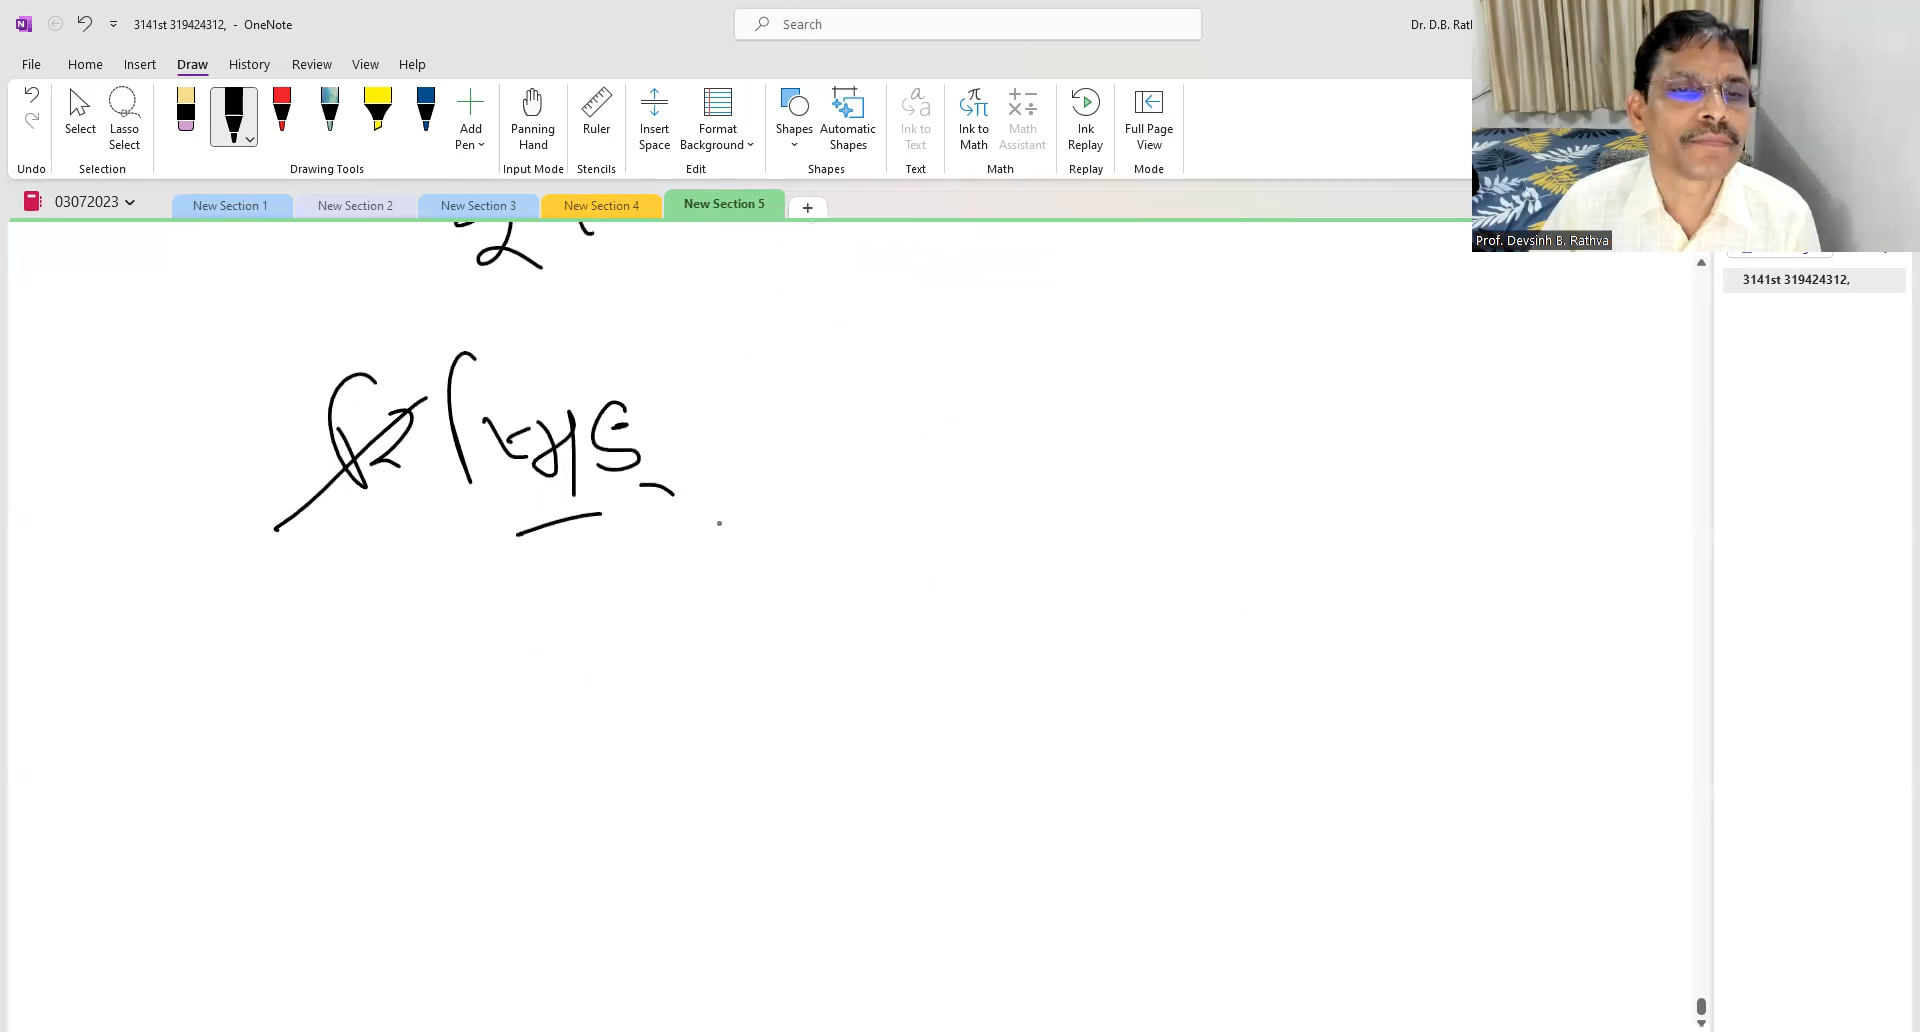 3141st 319424312, - OneNote
Search
Dr. D.B. Rath
File Home Insert Draw History Review View Help
Select
Lasso Select
Add Pen
Panning Hand
Ruler
Insert Space
Format Background
Shapes
Automatic Shapes
Ink to Text
Ink to Math
Math Assistant
Ink Replay
Full Page View
Undo Selection Drawing Tools Input Mode Stencils Edit Shapes Text Math Replay Mode
03072023 New Section 1 New Section 2 New Section 3 New Section 4 New Section 5 +
Prof. Devsinh B. Rathva
3141st 319424312,